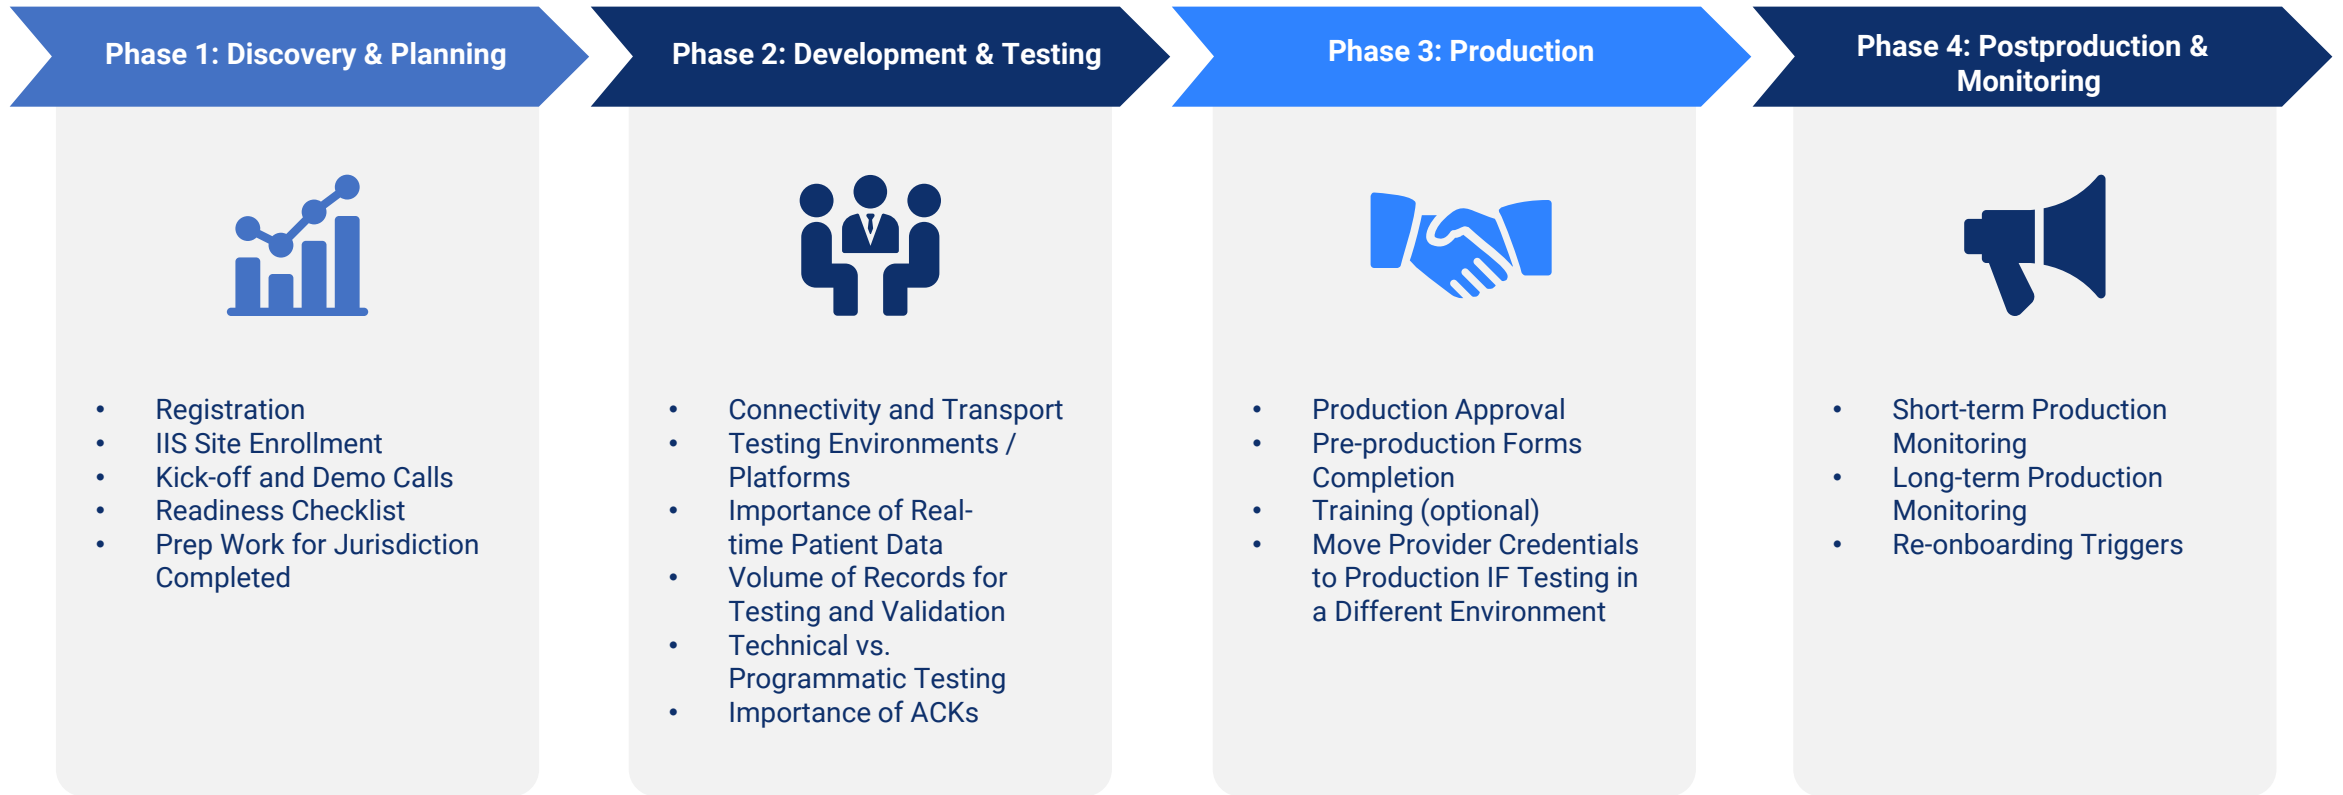 Phase 1: Discovery & Planning
• Registration
• IIS Site Enrollment
• Kick-off and Demo Calls
• Readiness Checklist
• Prep Work for Jurisdiction
Completed
Phase 2: Development & Testing
• Connectivity and Transport
• Testing Environments /
Platforms
• Importance of Real-
time Patient Data
• Volume of Records for
Testing and Validation
• Technical vs.
Programmatic Testing
• Importance of ACKs
Phase 3: Production
• Production Approval
• Pre-production Forms
Completion
• Training (optional)
• Move Provider Credentials
to Production IF Testing in
a Different Environment
Phase 4: Postproduction &
Monitoring
• Short-term Production
Monitoring
• Long-term Production
Monitoring
• Re-onboarding Triggers